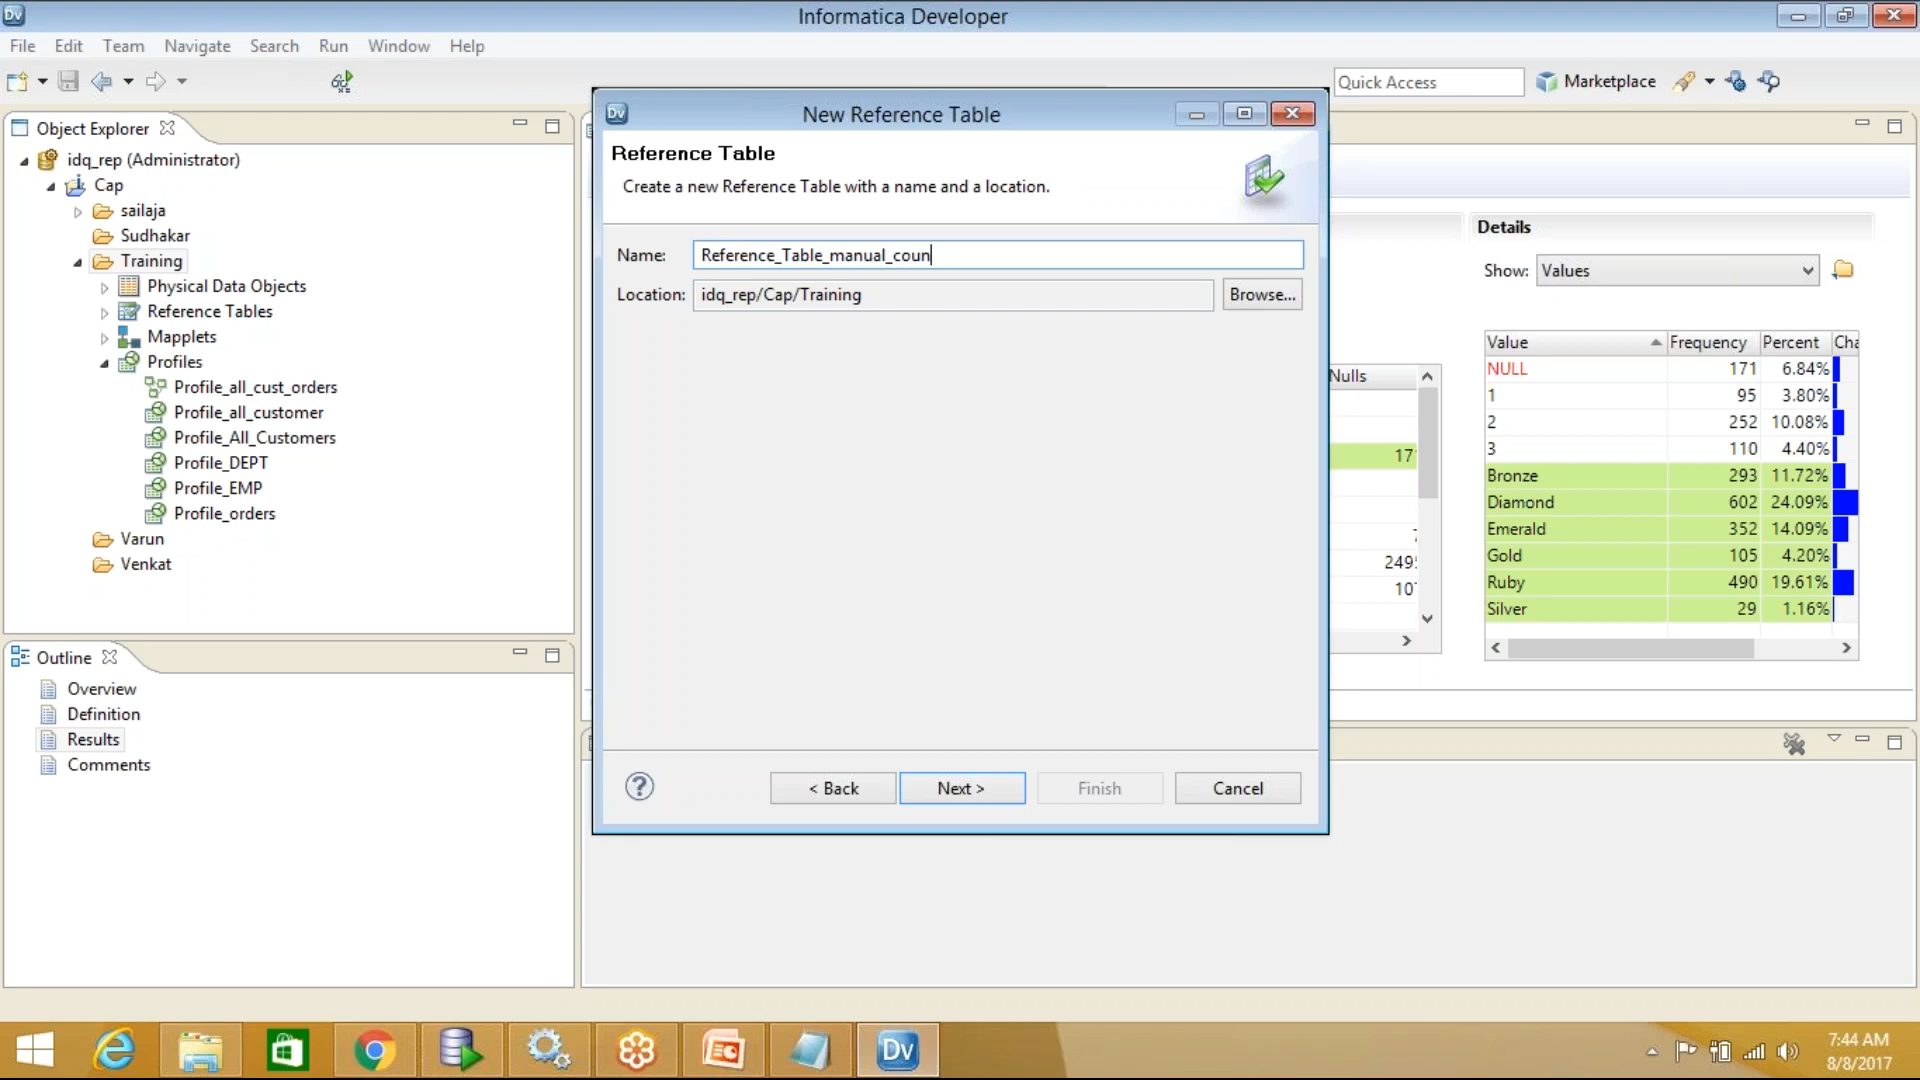 Dv
Informatica Developer
File Edit Team Navigate Search Run Window Help
Quick Access
Marketplace
Object Explorer
idq_rep (Administrator)
Cap
sailaja
Sudhakar
Training
Physical Data Objects
Reference Tables
Mapplets
Profiles
Profile_all_cust_orders
Profile_all_customer
Profile_All_Customers
Profile_DEPT
Profile_EMP
Profile_orders
Varun
Venkat
Outline
Overview
Definition
Results
Comments
Dv
New Reference Table
Reference Table
Create a new Reference Table with a name and a location.
Name: Reference_Table_manual_coun
Location: idq_rep/Cap/Training Browse...
< Back Next > Finish Cancel
Nulls
17
249
10
Details
Show: Values
Value Frequency Percent Cha
NULL 171 6.84%
1 95 3.80%
2 252 10.08%
3 110 4.40%
Bronze 293 11.72%
Diamond 602 24.09%
Emerald 352 14.09%
Gold 105 4.20%
Ruby 490 19.61%
Silver 29 1.16%
Dv
7:44 AM
8/8/2017